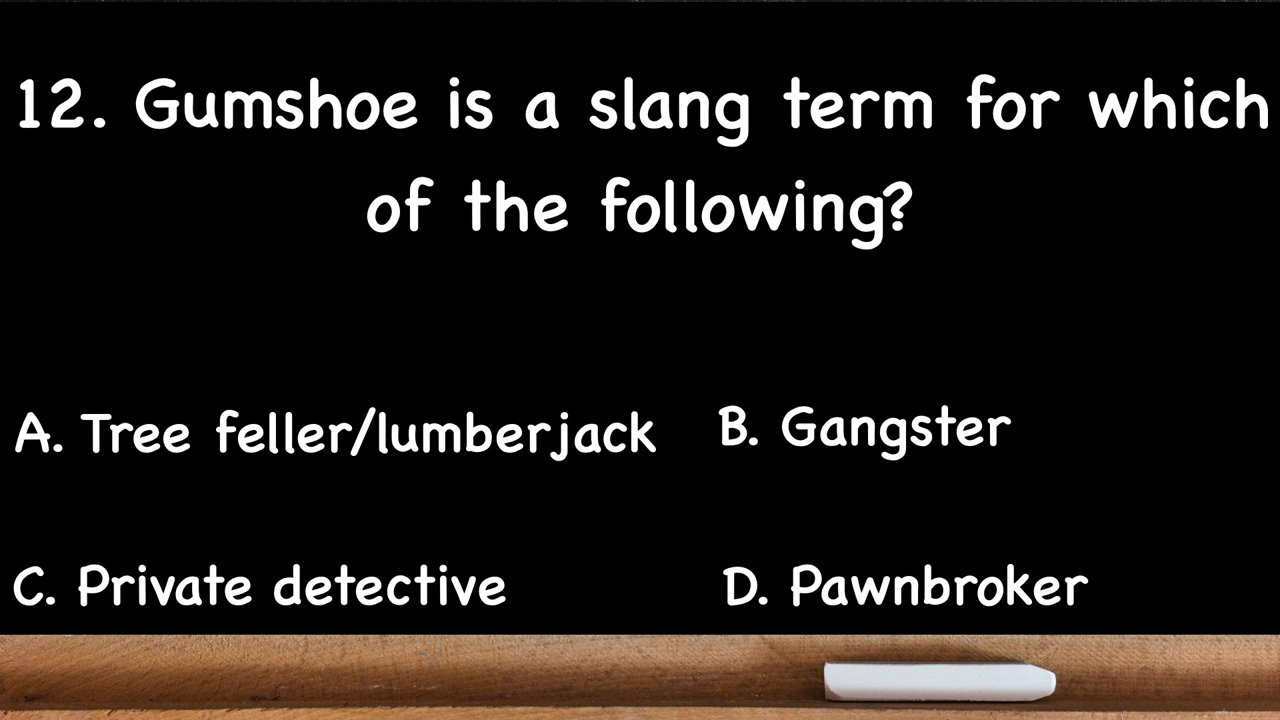 12. Gumshoe is a slang term for which
of the following?
A. Tree feller/lumberjack
B. Gangster
C. Private detective
D. Pawnbroker